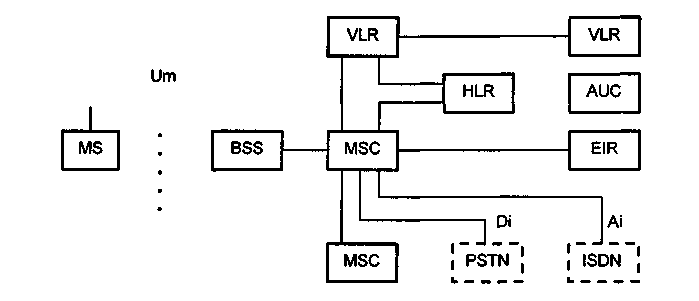 VLR VLR
Um
HLR AUC
MS BSS MSC EIR
Di Ai
MSC PSTN ISDN